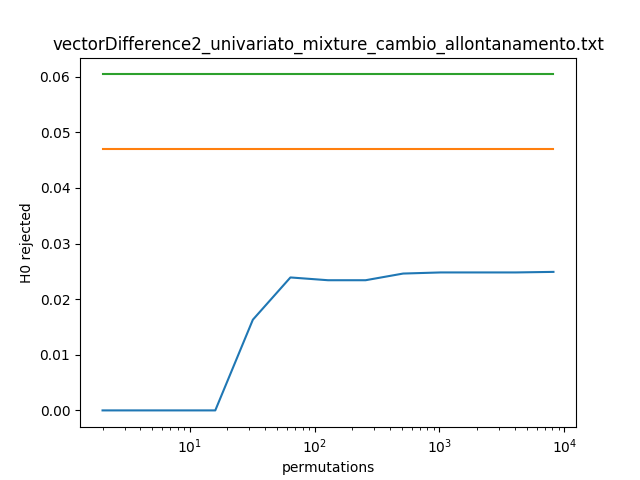 vectorDifference2_univariato_mixture_cambio_allontanamento.txt
0.06
0.05
0.04
0.03
0.02
0.01
0.00
H0 rejected
10¹ 10² 10³ 10⁴
permutations